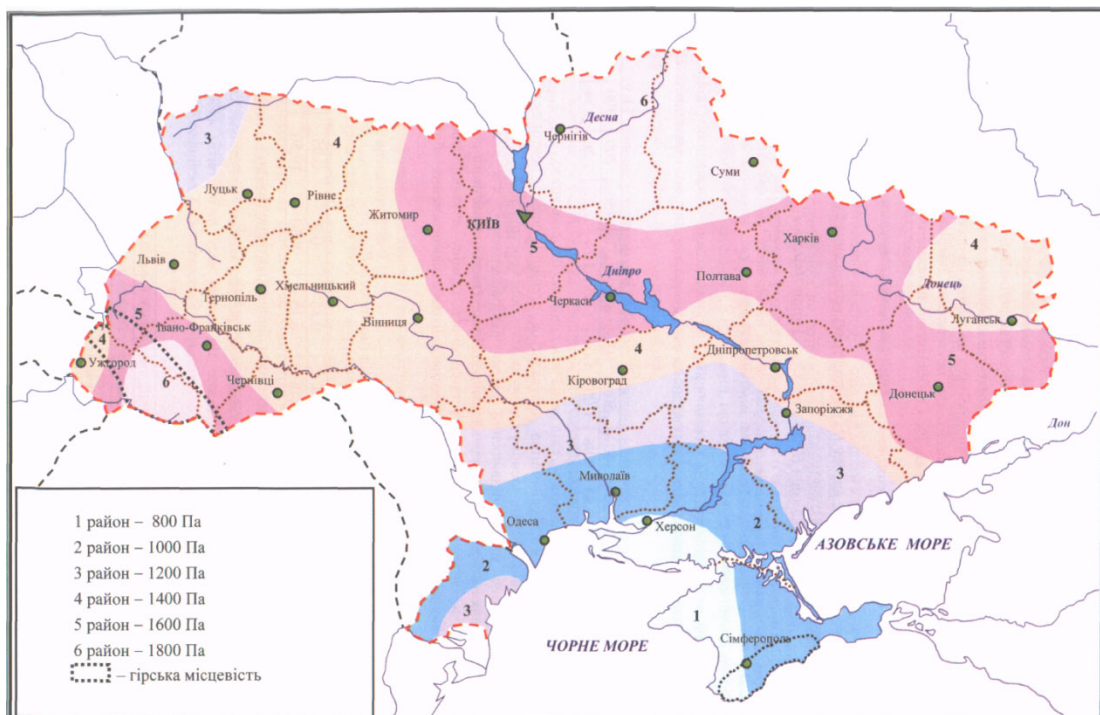 6
Десна
Чернігів
3
4
Суми
Луцьк
Рівне
Житомир
КИЇВ
Харків
5
4
Львів
Дніпро
Полтава
Донець
Тернопіль
Хмельницький
Черкаси
Вінниця
Луганськ
5
Івано-Франківськ
4
Ужгород
4
Дніпропетровськ
5
6
Чернівці
Кіровоград
Донецьк
Запоріжжя
Дон
3
3
Миколаїв
Одеса
Херсон
2
АЗОВСЬКЕ МОРЕ
2
3
1
ЧОРНЕ МОРЕ
Сімферополь
1 район – 800 Па
2 район – 1000 Па
3 район – 1200 Па
4 район – 1400 Па
5 район – 1600 Па
6 район – 1800 Па
– гірська місцевість